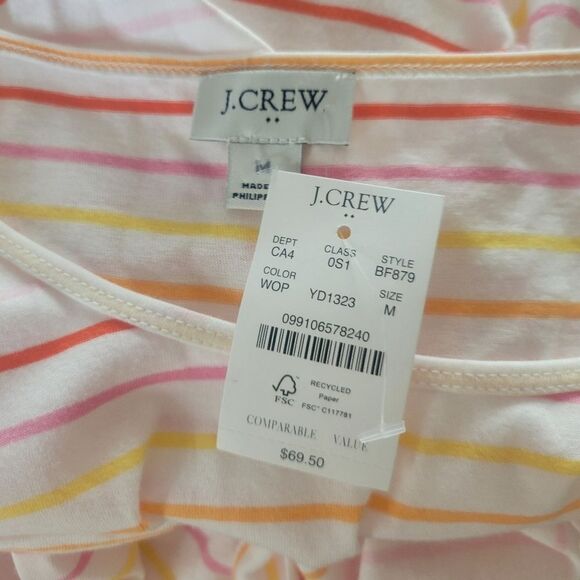 J.CREW
M
MADE
PHILIPP
J.CREW
DEPT CLASS STYLE
CA4 0S1 BF879
COLOR SIZE
WOP YD1323 M
099106578240
FSC RECYCLED
Paper
FSC® C117781
COMPARABLE VALUE
$69.50